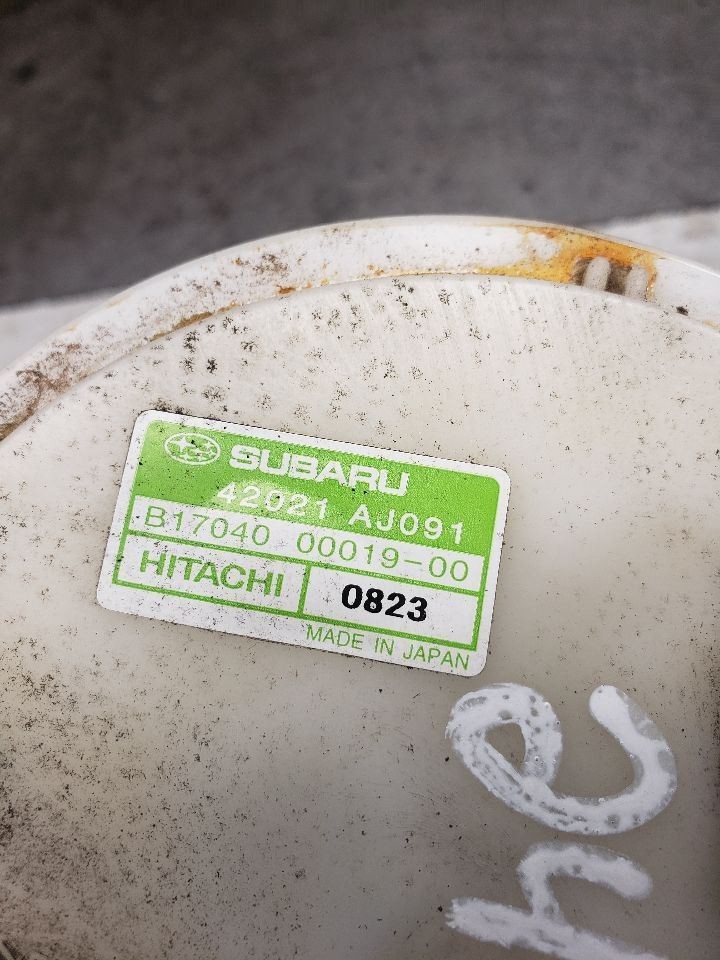 SUBARU
42021 AJ091
B17040 00019-00
HITACHI 0823
MADE IN JAPAN